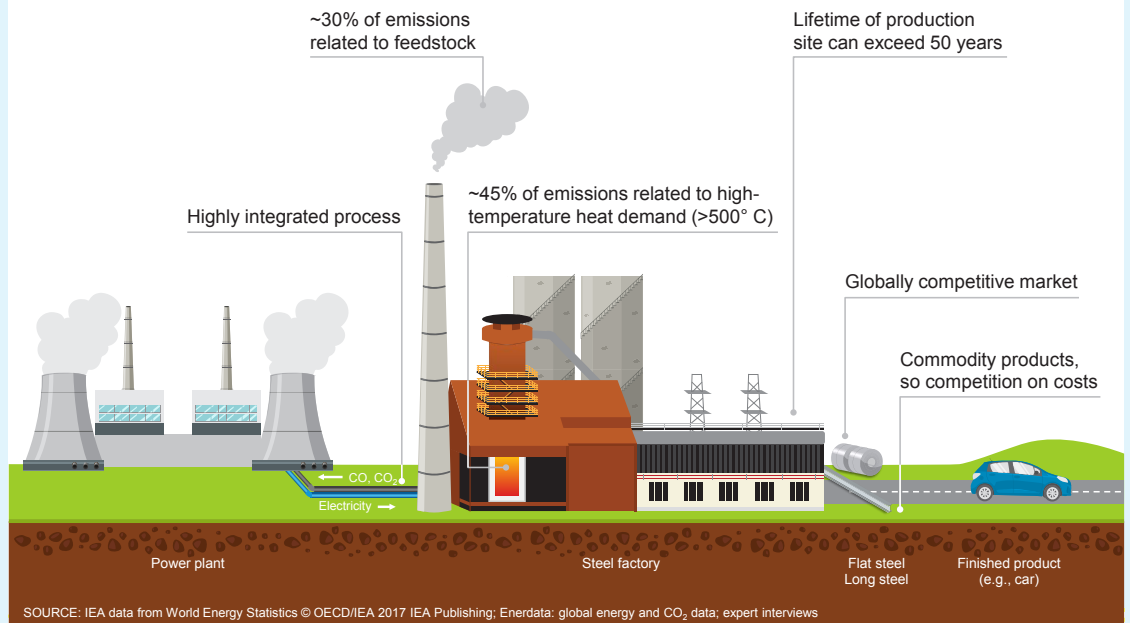 ~30% of emissions
related to feedstock
Lifetime of production
site can exceed 50 years
~45% of emissions related to high-
temperature heat demand (>500° C)
Highly integrated process
Globally competitive market
Commodity products,
so competition on costs
CO, CO₂
Electricity
Power plant
Steel factory
Flat steel
Long steel
Finished product
(e.g., car)
SOURCE: IEA data from World Energy Statistics © OECD/IEA 2017 IEA Publishing; Enerdata: global energy and CO₂ data; expert interviews